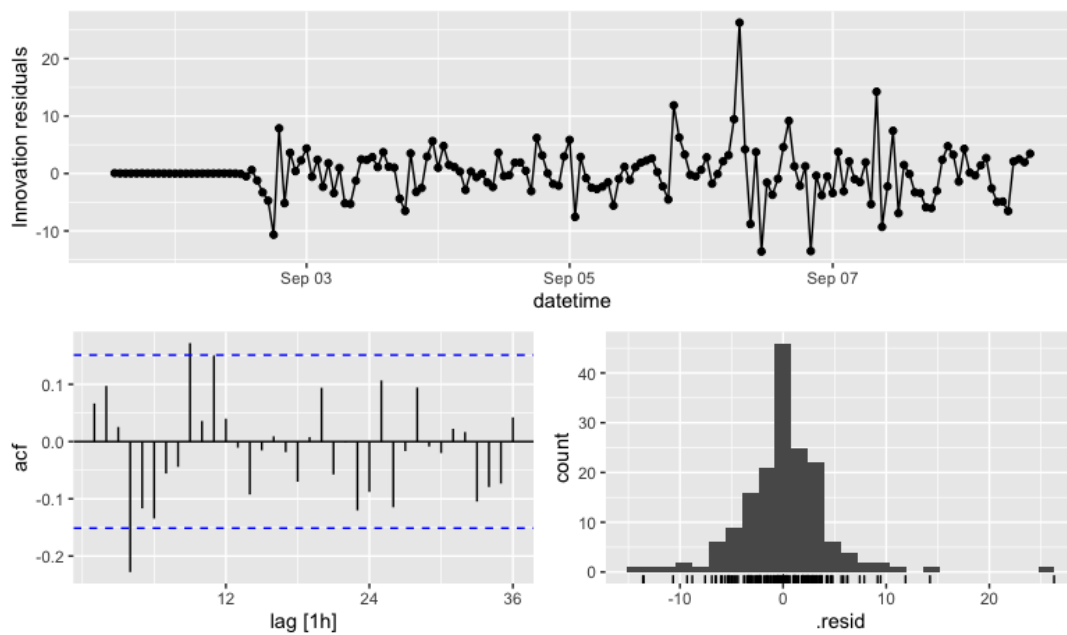 Innovation residuals
20
10
0
-10
Sep 03
Sep 05
Sep 07
datetime
acf
0.1
0.0
-0.1
-0.2
12
24
36
lag [1h]
count
40
30
20
10
0
-10
0
10
20
.resid